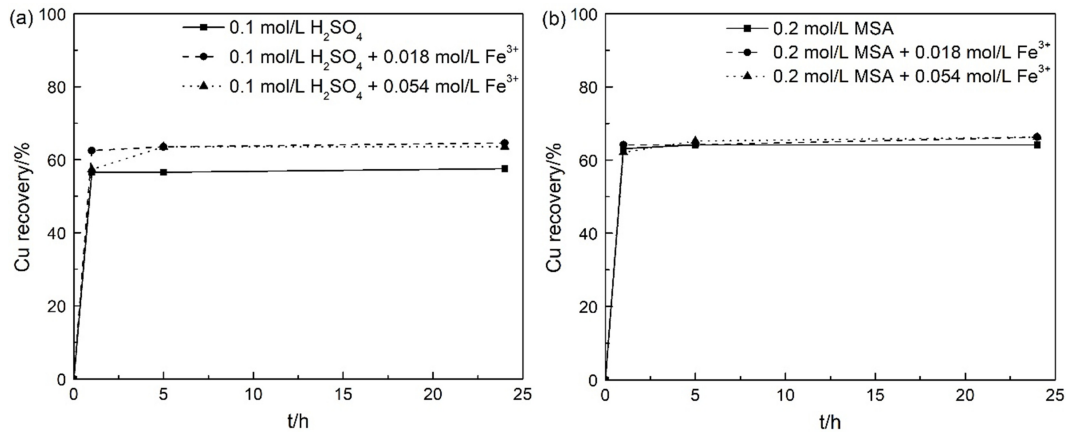 (a)
0.1 mol/L H₂SO₄
0.1 mol/L H₂SO₄ + 0.018 mol/L Fe³⁺
0.1 mol/L H₂SO₄ + 0.054 mol/L Fe³⁺
Cu recovery/%
100
80
60
40
20
0
0
5
10
15
20
25
t/h
(b)
0.2 mol/L MSA
0.2 mol/L MSA + 0.018 mol/L Fe³⁺
0.2 mol/L MSA + 0.054 mol/L Fe³⁺
Cu recovery/%
100
80
60
40
20
0
0
5
10
15
20
25
t/h